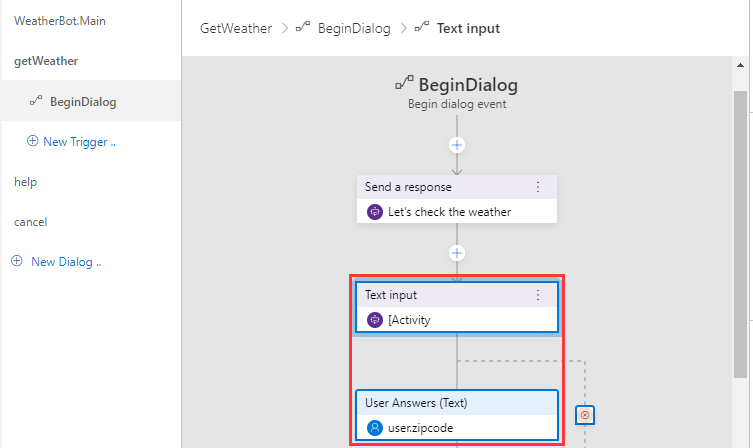 WeatherBot.Main
getWeather
BeginDialog
New Trigger ..
help
cancel
New Dialog ..
GetWeather > BeginDialog > Text input
BeginDialog
Begin dialog event
Send a response
Let's check the weather
Text input
[Activity
User Answers (Text)
user.zipcode